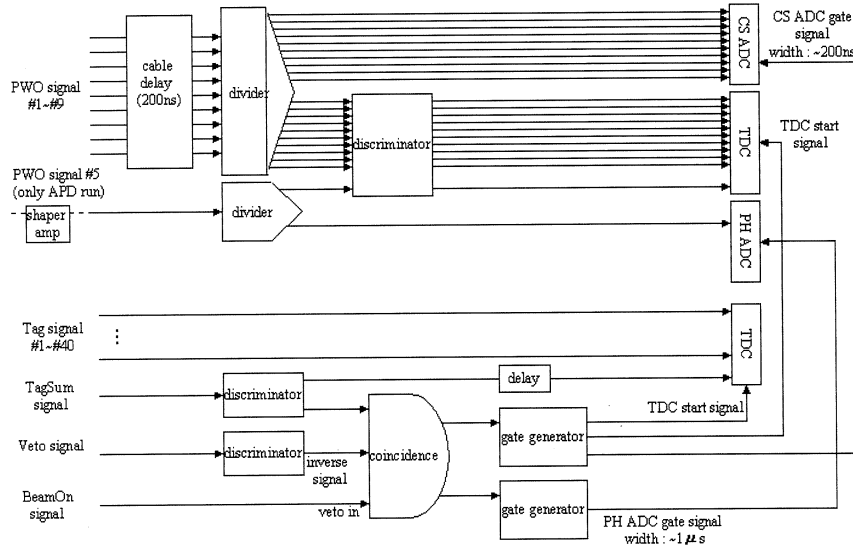 PWO signal
#1~#9
cable
delay
(200ns)
divider
CS ADC
CS ADC gate
signal
width : ~200ns
discriminator
TDC
TDC start
signal
PWO signal #5
(only APD run)
shaper
amp
divider
PH ADC
Tag signal
#1~#40
TDC
TagSum
signal
discriminator
delay
TDC start signal
Veto signal
discriminator
inverse
signal
coincidence
gate generator
BeamOn
signal
veto in
gate generator
PH ADC gate signal
width : ~1μs